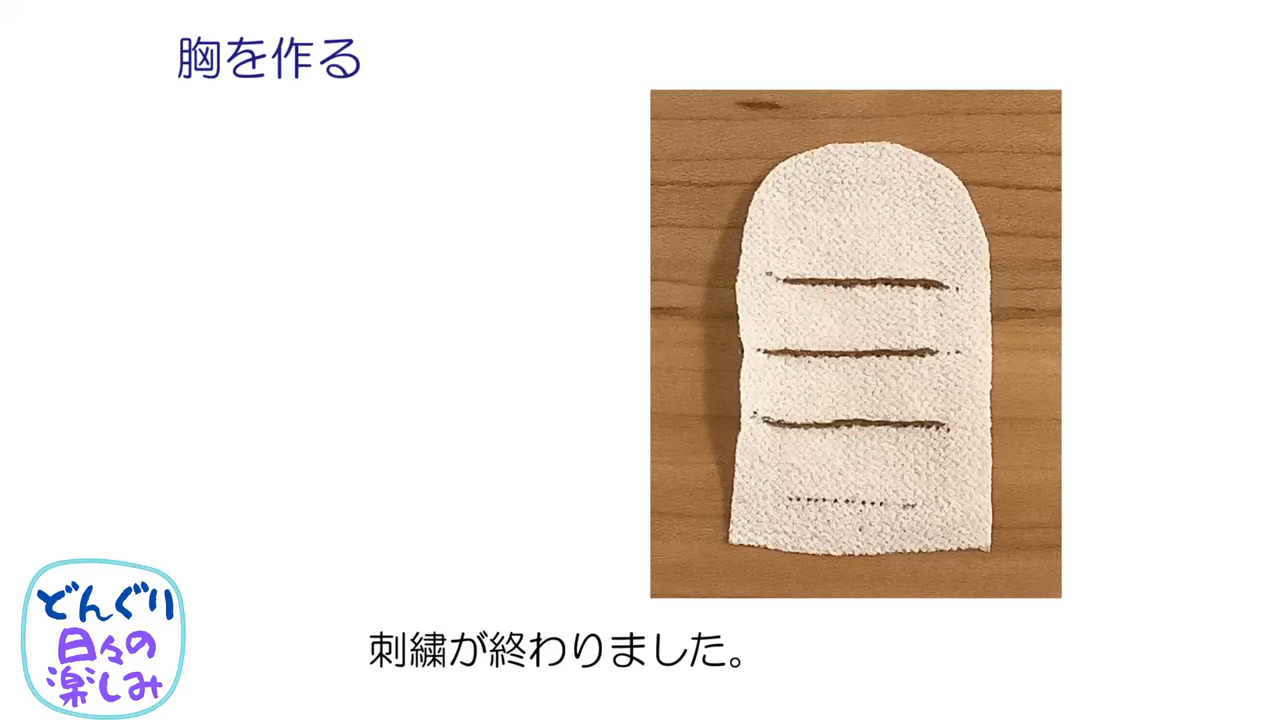 胸を作る
刺繍が終わりました。
どんぐり
日々の
楽しみ